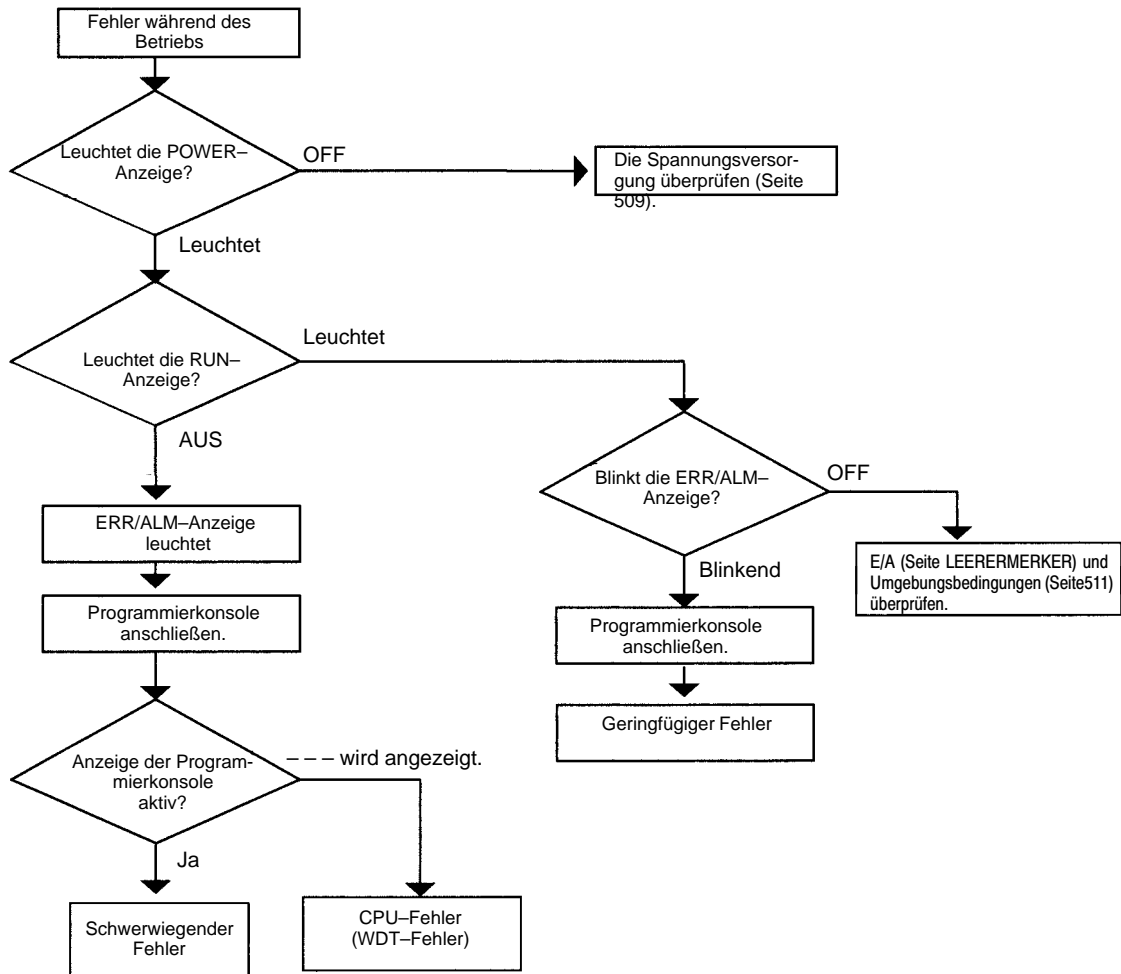 Fehler während des
Betriebs
Leuchtet die POWER–
Anzeige?
OFF
Die Spannungsversor-
gung überprüfen (Seite
509).
Leuchtet
Leuchtet die RUN–
Anzeige?
Leuchtet
AUS
Blinkt die ERR/ALM–
Anzeige?
OFF
ERR/ALM–Anzeige
leuchtet
E/A (Seite LEERERMERKER) und
Umgebungsbedingungen (Seite511)
überprüfen.
Blinkend
Programmierkonsole
anschließen.
Programmierkonsole
anschließen.
Geringfügiger Fehler
Anzeige der Program-
mierkonsole
aktiv?
– – – wird angezeigt.
Ja
Schwerwiegender
Fehler
CPU–Fehler
(WDT–Fehler)